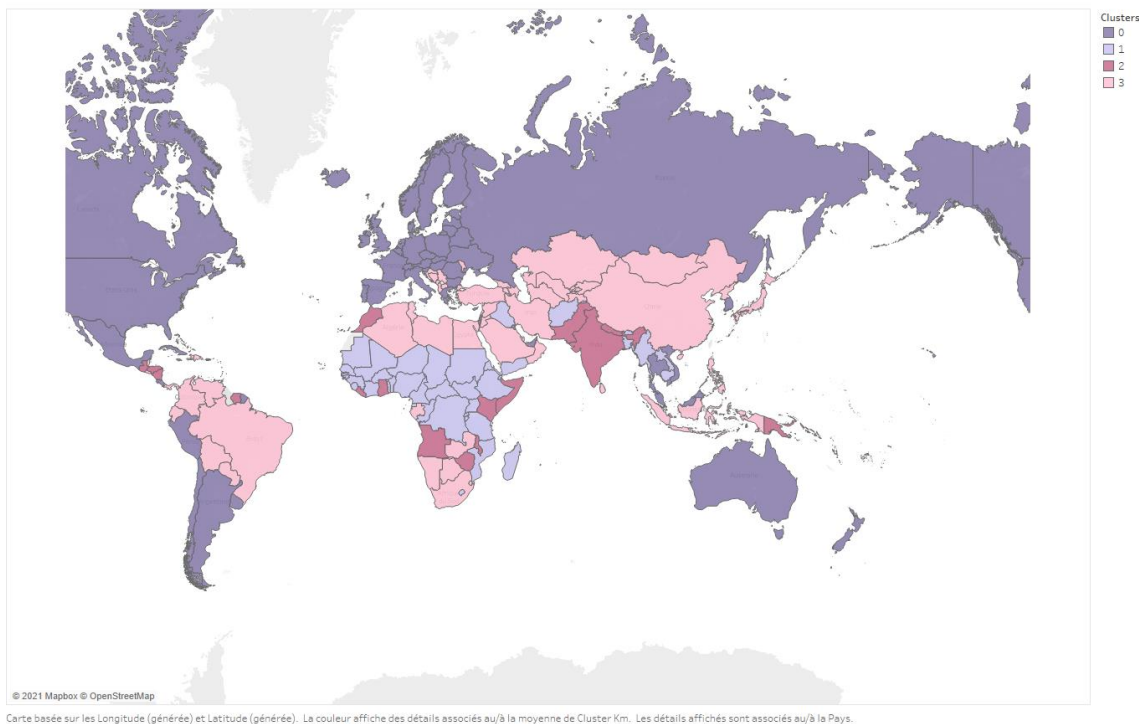 Clusters
0
1
2
3
© 2021 Mapbox © OpenStreetMap
Carte basée sur les Longitude (générée) et Latitude (générée). La couleur affiche des détails associés au/à la moyenne de Cluster Km. Les détails affichés sont associés au/à la Pays.